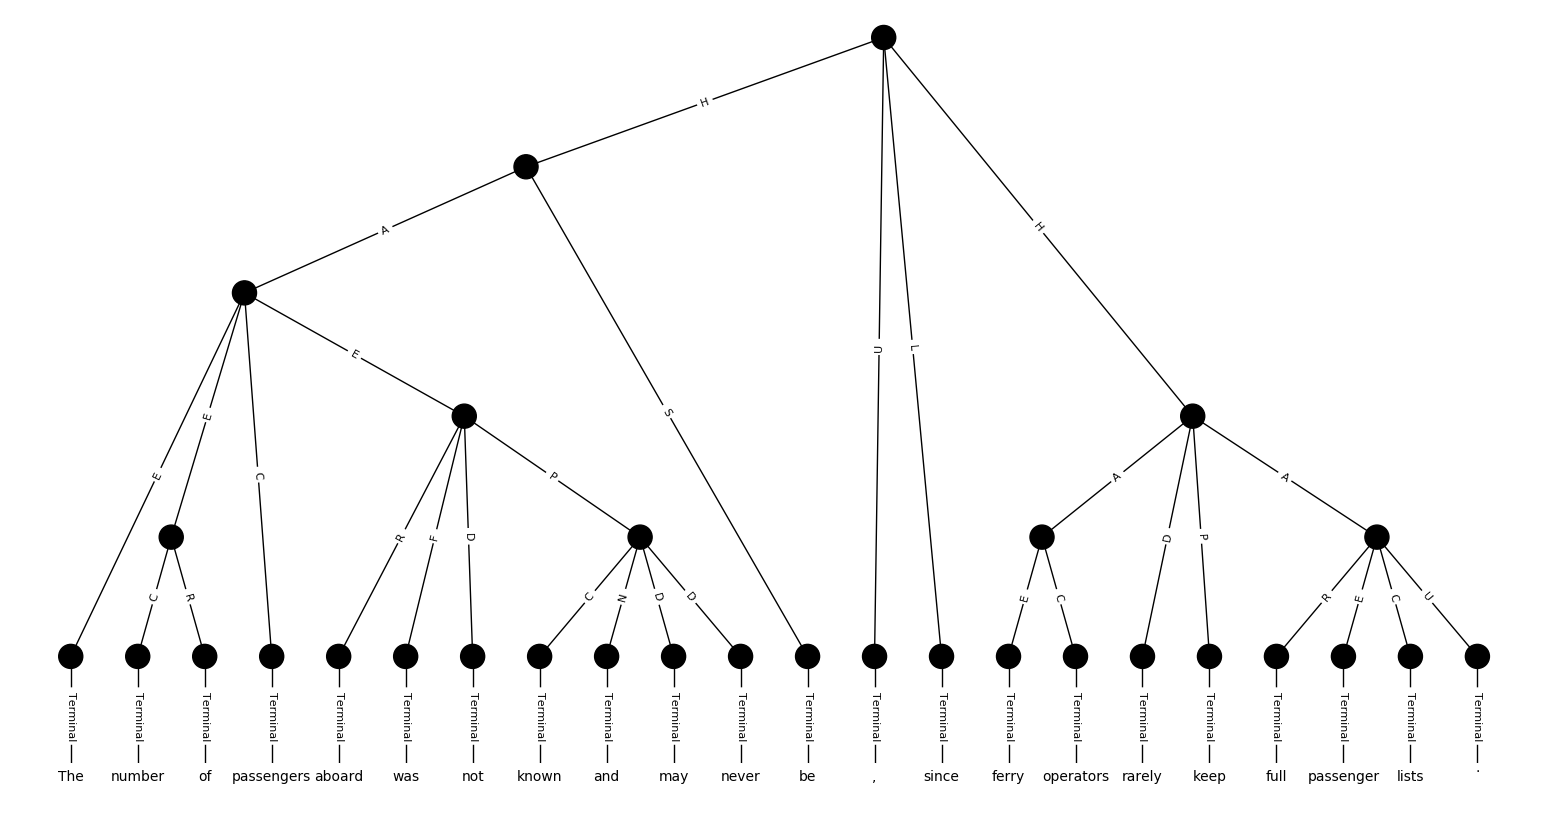 H
A
H
E
E
S
U
L
E
C
P
A
A
R
F
D
D
P
C
R
C
N
D
D
E
C
R
E
C
U
Terminal Terminal Terminal Terminal Terminal Terminal Terminal Terminal Terminal Terminal Terminal Terminal Terminal Terminal Terminal Terminal Terminal Terminal Terminal Terminal Terminal Terminal
The number of passengers aboard was not known and may never be , since ferry operators rarely keep full passenger lists .